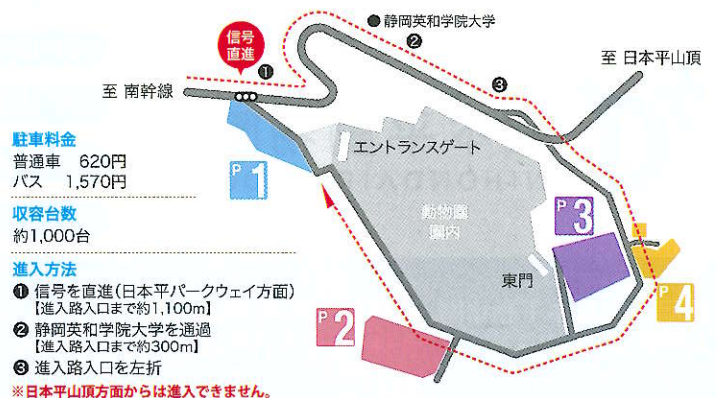 静岡英和学院大学
信号
直進
❶
❷
❸
至 日本平山頂
至 南幹線
エントランスゲート
駐車料金
普通車 620円
バス 1,570円
P1
収容台数
約1,000台
動物園
園内
P3
東門
進入方法
❶ 信号を直進(日本平パークウェイ方面)
【進入路入口まで約1,100m】
❷ 静岡英和学院大学を通過
【進入路入口まで約300m】
❸ 進入路入口を左折
※日本平山頂方面からは進入できません。
P2
P4